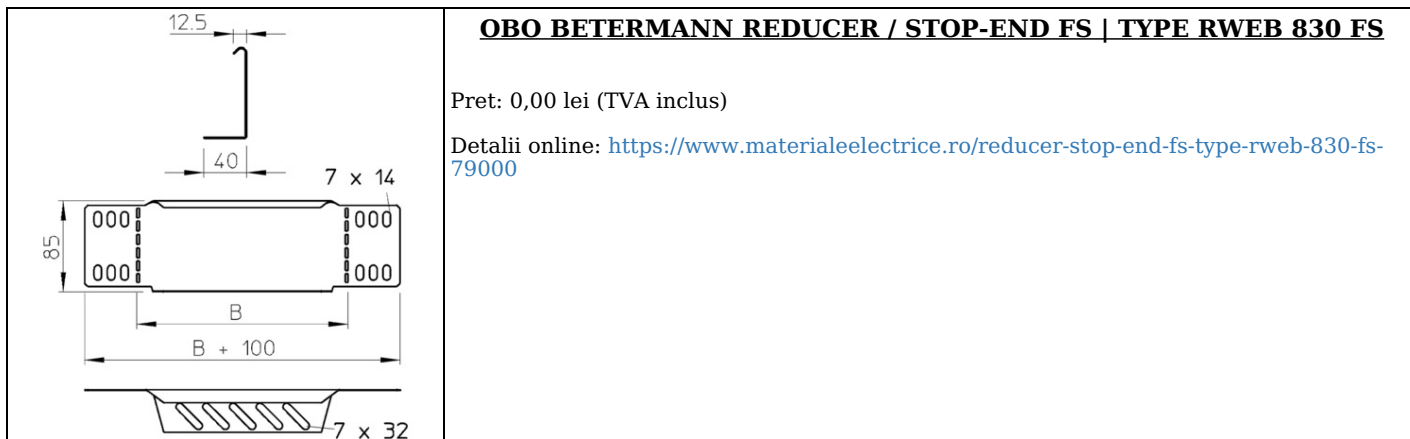 12.5
40
7 x 14
85
B
B + 100
7 x 32
OBO BETERMANN REDUCER / STOP-END FS | TYPE RWEB 830 FS
Pret: 0,00 lei (TVA inclus)
Detalii online: https://www.materialeelectrice.ro/reducer-stop-end-fs-type-rweb-830-fs-
79000